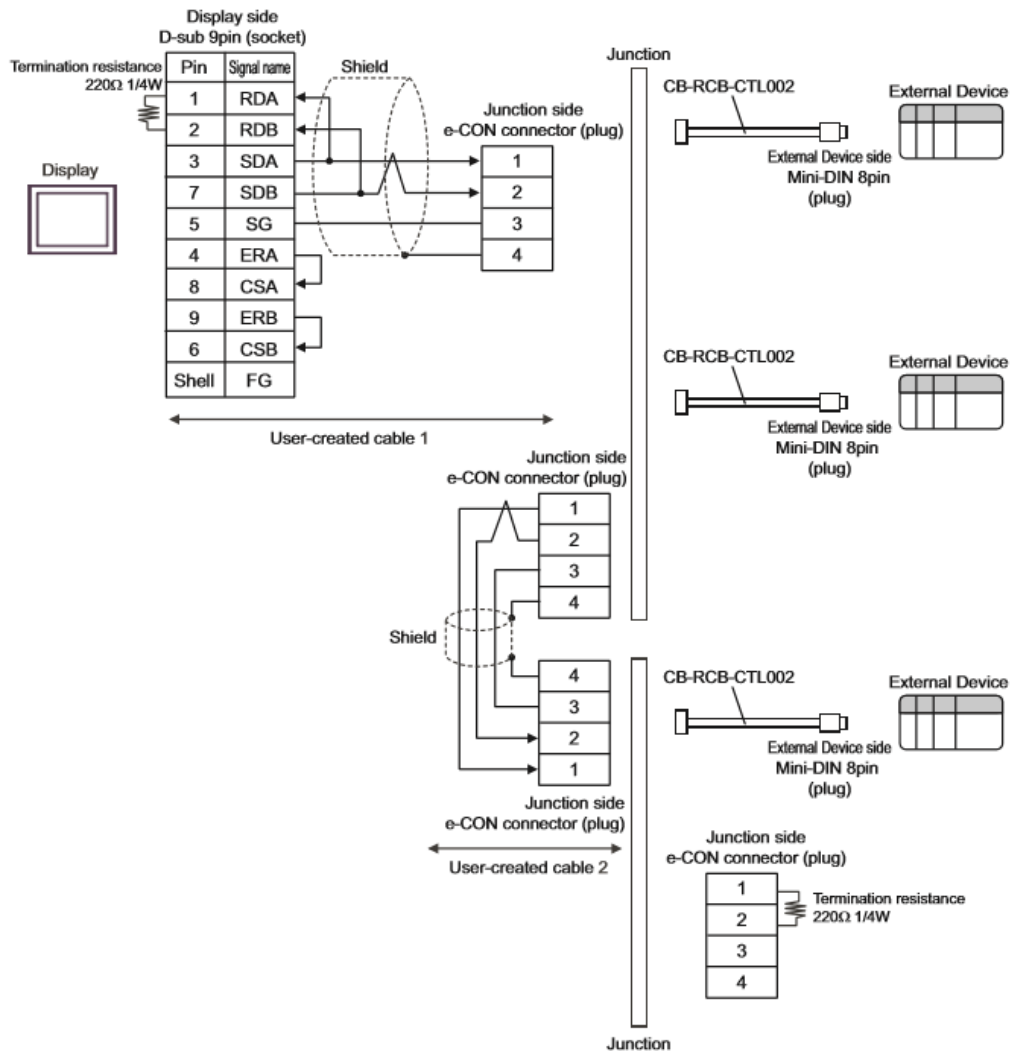 Display side
D-sub 9pin (socket)
Termination resistance
220Ω 1/4W
Pin Signal name
1 RDA
2 RDB
3 SDA
7 SDB
5 SG
4 ERA
8 CSA
9 ERB
6 CSB
Shell FG
Display
Shield
Junction side
e-CON connector (plug)
1
2
3
4
User-created cable 1
Junction
CB-RCB-CTL002
External Device
External Device side
Mini-DIN 8pin
(plug)
CB-RCB-CTL002
External Device
External Device side
Mini-DIN 8pin
(plug)
Junction side
e-CON connector (plug)
1
2
3
4
Shield
4
3
2
1
Junction side
e-CON connector (plug)
User-created cable 2
CB-RCB-CTL002
External Device
External Device side
Mini-DIN 8pin
(plug)
Junction side
e-CON connector (plug)
1
2
3
4
Termination resistance
220Ω 1/4W
Junction